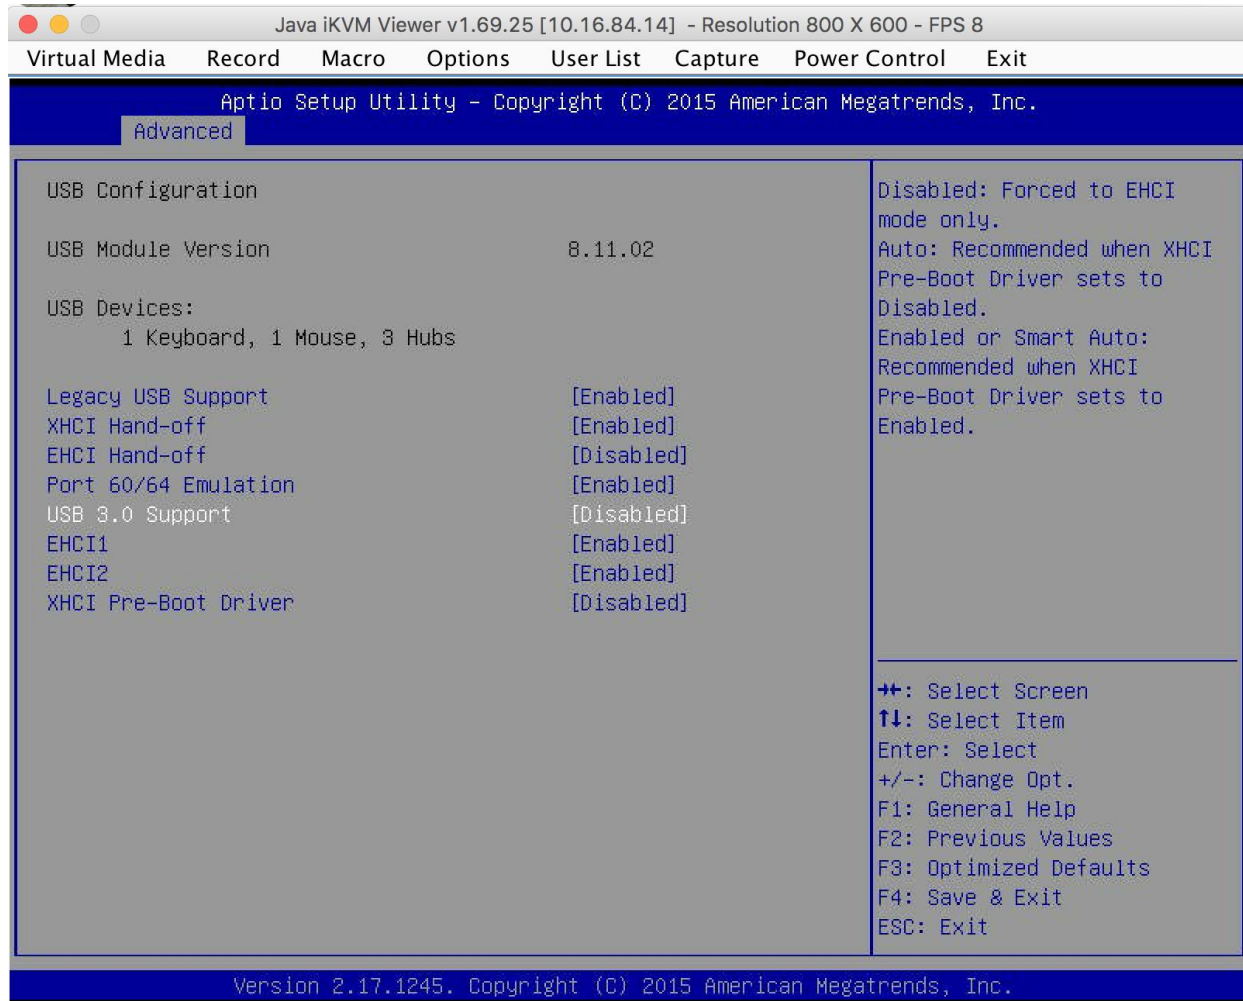 Java iKVM Viewer v1.69.25 [10.16.84.14]  - Resolution 800 X 600 - FPS 8
Virtual Media Record Macro Options User List Capture Power Control Exit
Aptio Setup Utility – Copyright (C) 2015 American Megatrends, Inc.
Advanced
USB Configuration
USB Module Version 8.11.02
USB Devices:
1 Keyboard, 1 Mouse, 3 Hubs
Legacy USB Support [Enabled]
XHCI Hand-off [Enabled]
EHCI Hand-off [Disabled]
Port 60/64 Emulation [Enabled]
USB 3.0 Support [Disabled]
EHCI1 [Enabled]
EHCI2 [Enabled]
XHCI Pre-Boot Driver [Disabled]
Disabled: Forced to EHCI
mode only.
Auto: Recommended when XHCI
Pre-Boot Driver sets to
Disabled.
Enabled or Smart Auto:
Recommended when XHCI
Pre-Boot Driver sets to
Enabled.
→←: Select Screen
↑↓: Select Item
Enter: Select
+/-: Change Opt.
F1: General Help
F2: Previous Values
F3: Optimized Defaults
F4: Save & Exit
ESC: Exit
Version 2.17.1245. Copyright (C) 2015 American Megatrends, Inc.